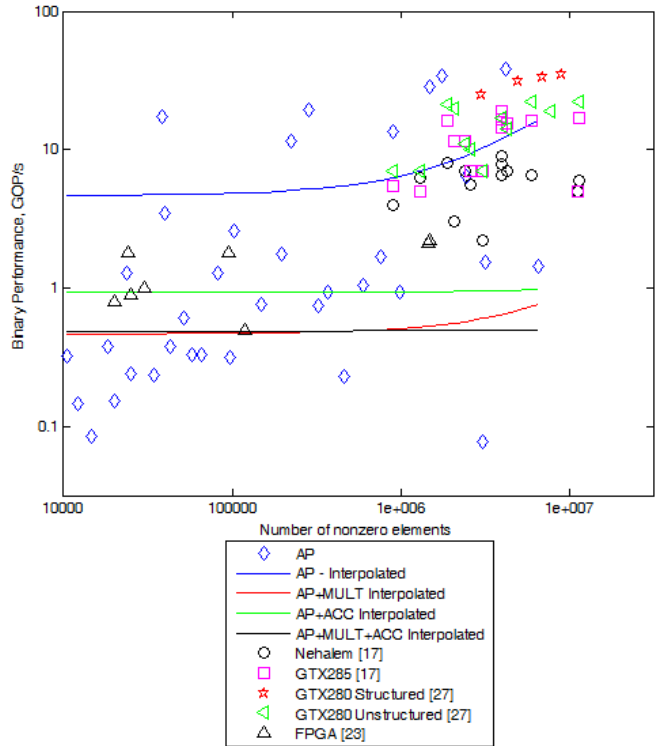 100
10
1
0.1
Binary Performance, GOP/s
10000
100000
1e+006
1e+007
Number of nonzero elements
AP
AP - Interpolated
AP+MULT Interpolated
AP+ACC Interpolated
AP+MULT+ACC Interpolated
Nehalem [17]
GTX285 [17]
GTX280 Structured [27]
GTX280 Unstructured [27]
FPGA [23]